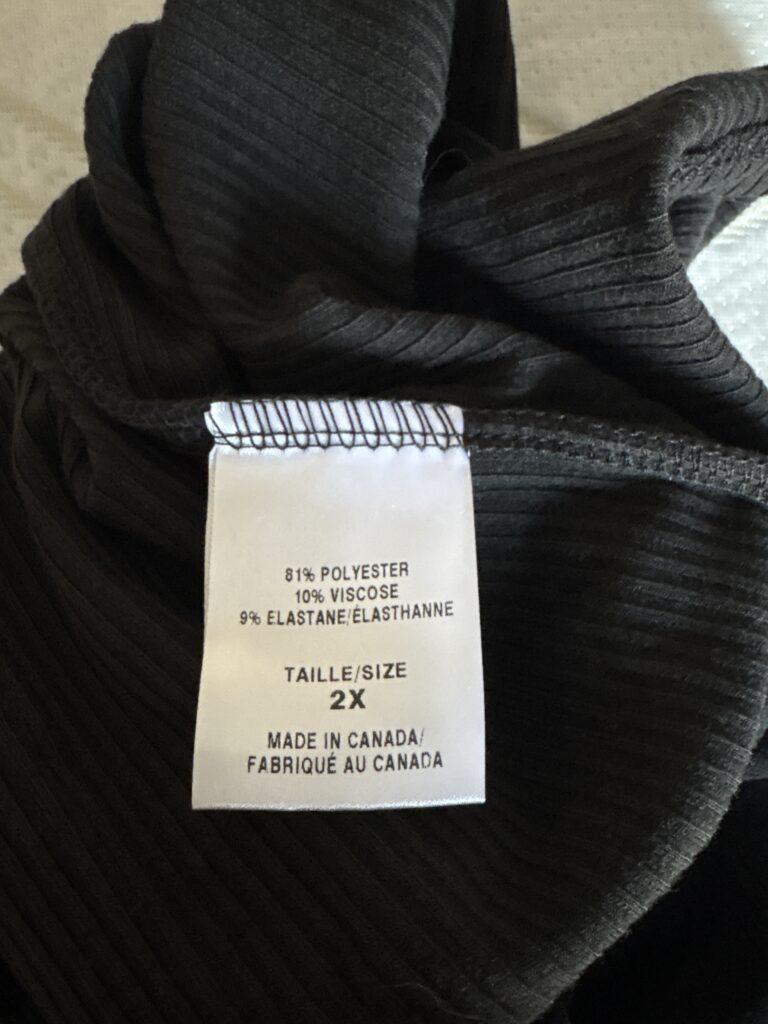 81% POLYESTER
10% VISCOSE
9% ELASTANE/ÉLASTHANNE
TAILLE/SIZE
2X
MADE IN CANADA/
FABRIQUÉ AU CANADA